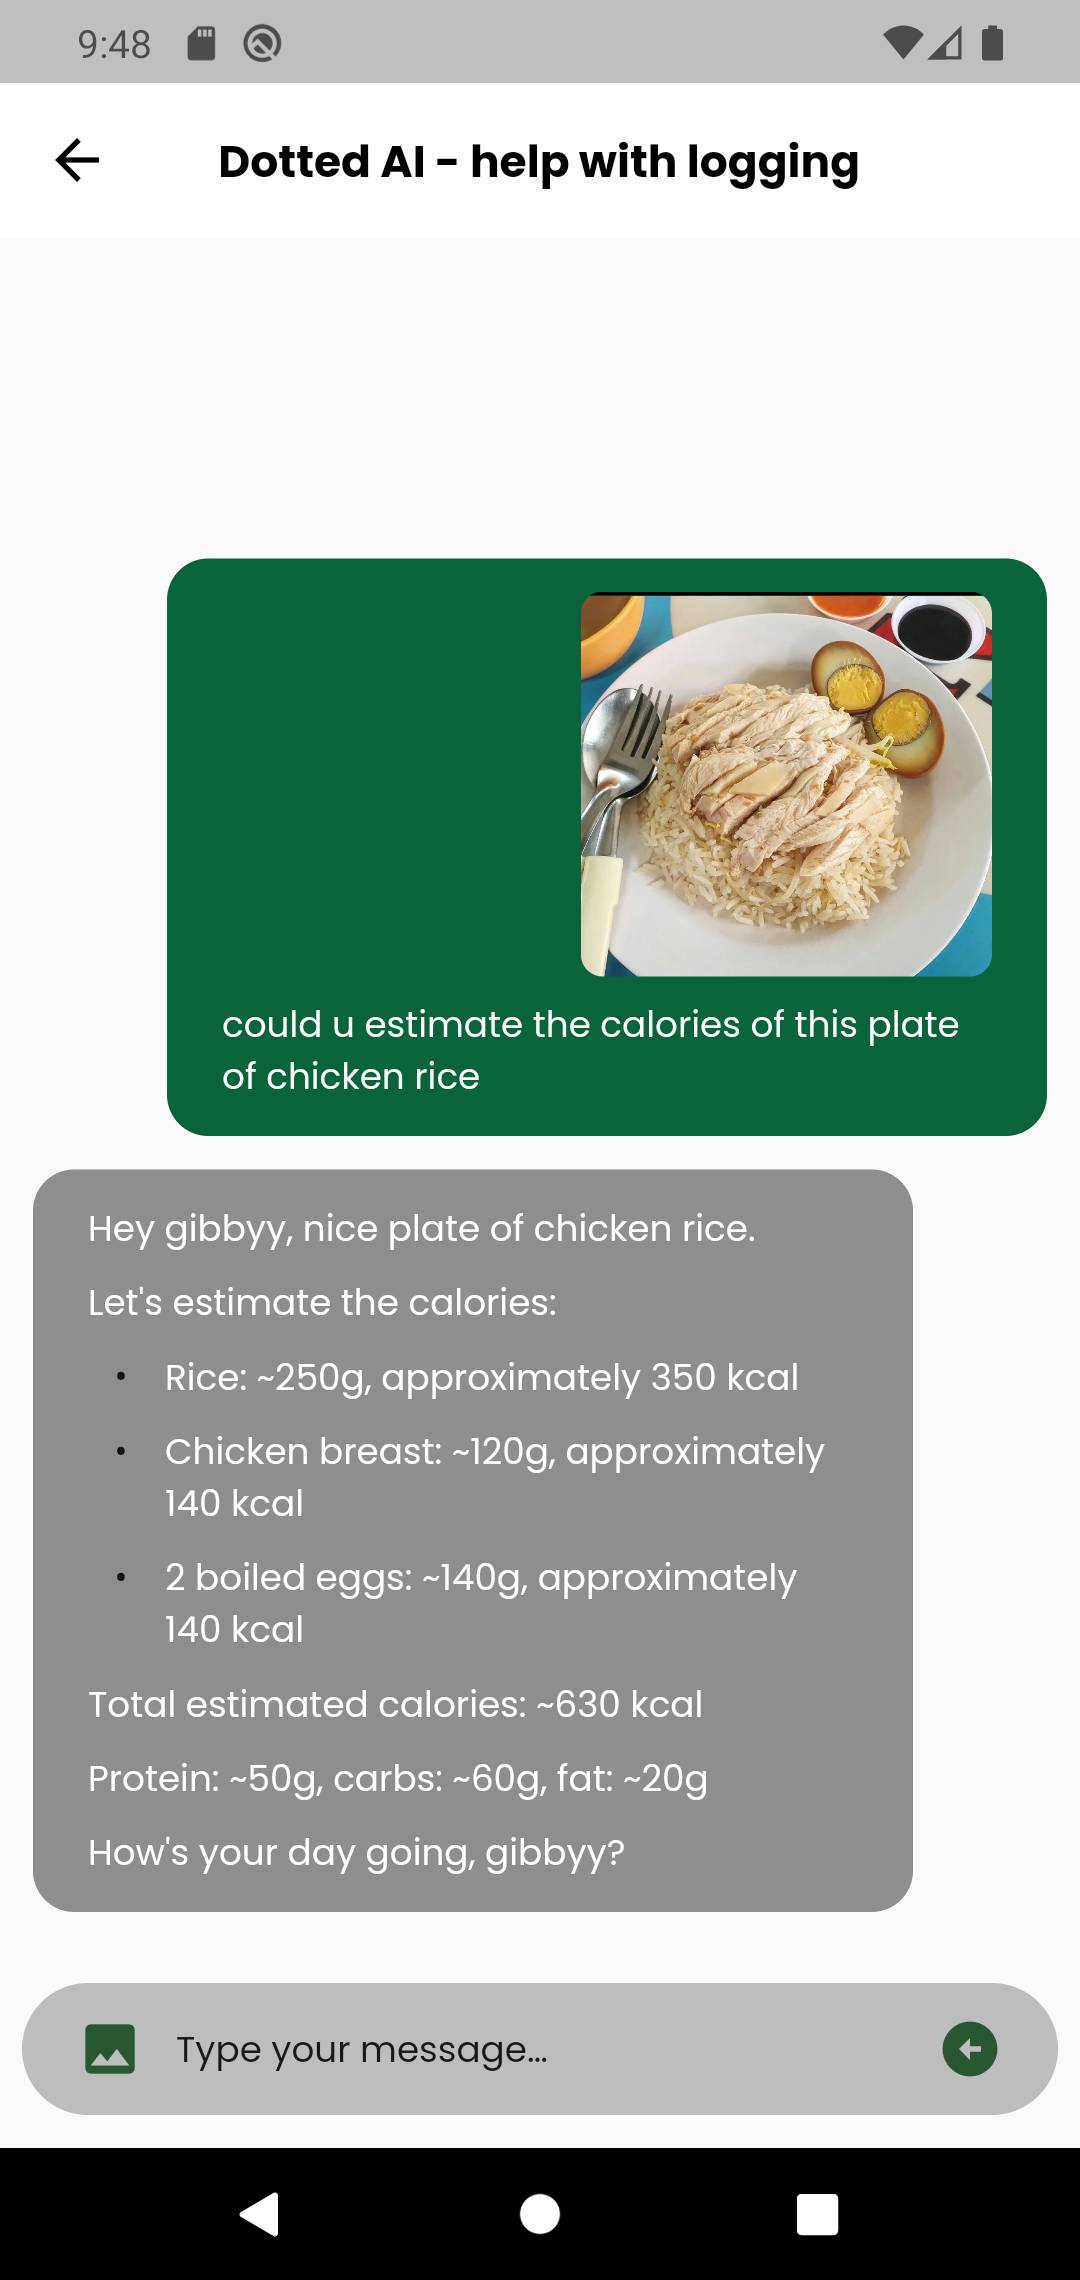 9:48
Dotted AI - help with logging
could u estimate the calories of this plate
of chicken rice
Hey gibbyy, nice plate of chicken rice.
Let's estimate the calories:
• Rice: ~250g, approximately 350 kcal
• Chicken breast: ~120g, approximately
140 kcal
• 2 boiled eggs: ~140g, approximately
140 kcal
Total estimated calories: ~630 kcal
Protein: ~50g, carbs: ~60g, fat: ~20g
How's your day going, gibbyy?
Type your message...